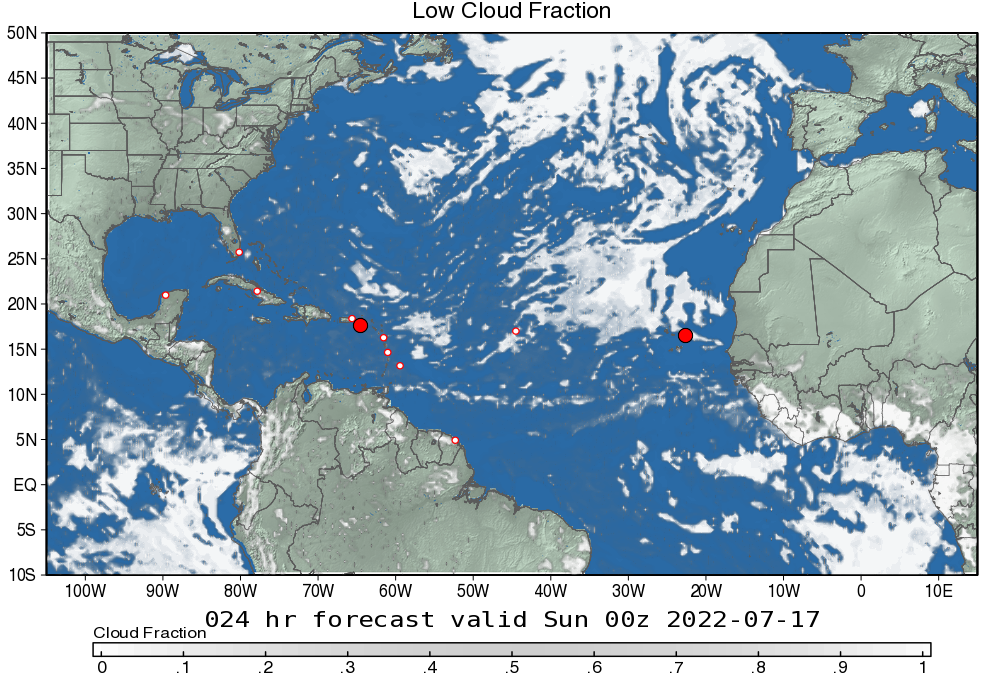 Low Cloud Fraction
50N
45N
40N
35N
30N
25N
20N
15N
10N
5N
EQ
5S
10S
100W 90W 80W 70W 60W 50W 40W 30W 20W 10W 0 10E
024 hr forecast valid Sun 00z 2022-07-17
Cloud Fraction
0 .1 .2 .3 .4 .5 .6 .7 .8 .9 1